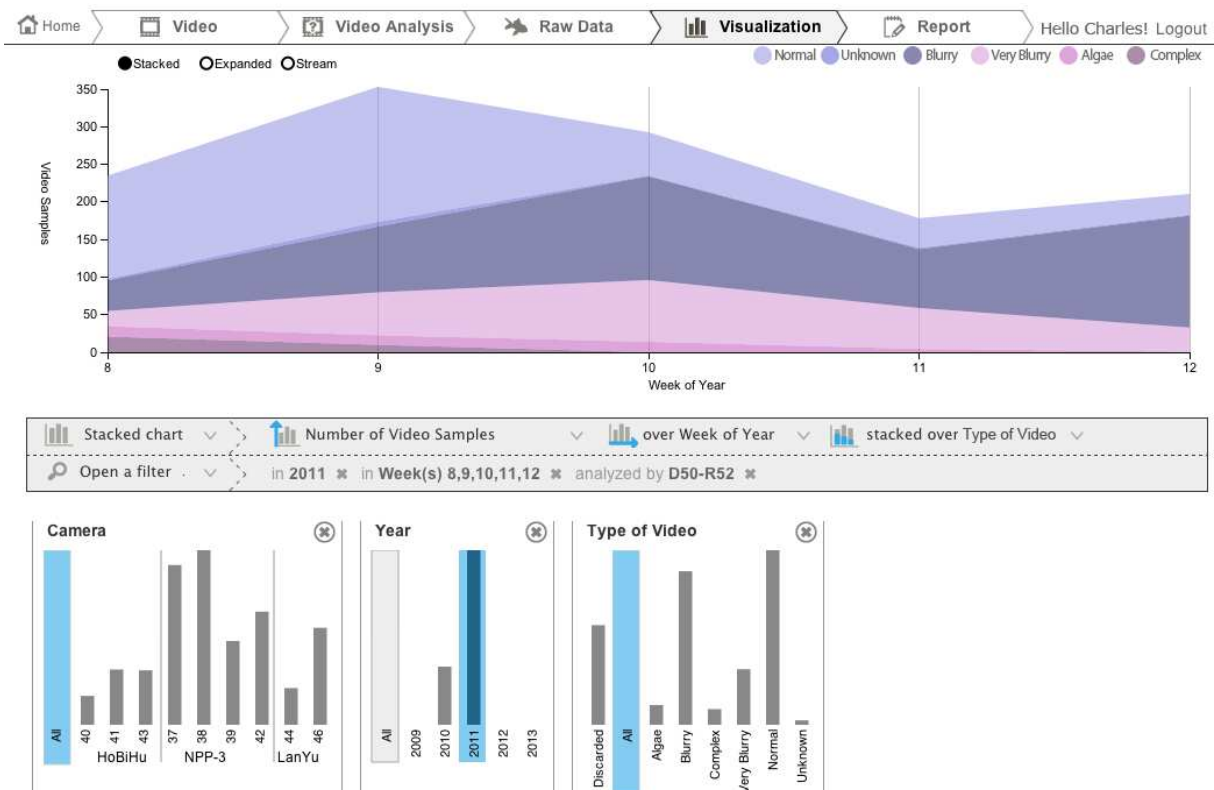 Home Video Video Analysis Raw Data Visualization Report Hello Charles! Logout
Stacked Expanded Stream Normal Unknown Blurry Very Blurry Algae Complex
350
300
250
200
150
100
50
0
Video Samples
8 9 10 11 12
Week of Year
Stacked chart Number of Video Samples over Week of Year stacked over Type of Video
Open a filter . in 2011 in Week(s) 8,9,10,11,12 analyzed by D50-R52
Camera
All 40 41 43 37 38 39 42 44 46
HoBiHu NPP-3 LanYu
Year
All 2009 2010 2011 2012 2013
Type of Video
Discarded All Algae Blurry Complex Very Blurry Normal Unknown